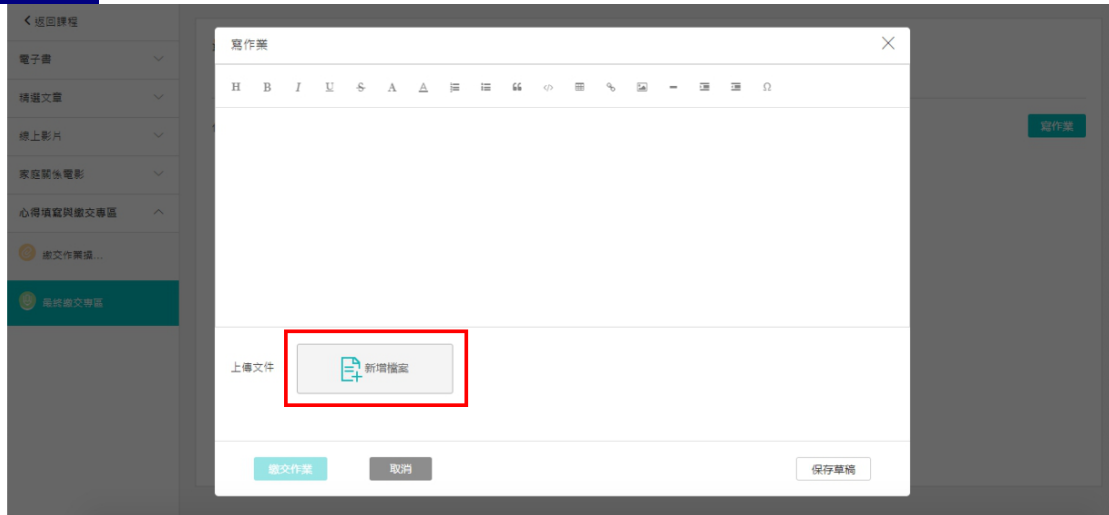 返回課程
電子書
精選文章
線上影片
家庭關係電影
心得填寫與繳交專區
繳交作業區...
最終繳交專區
寫作業
寫作業
H B I U S A A
Ω
上傳文件
新增檔案
繳交作業
取消
保存草稿